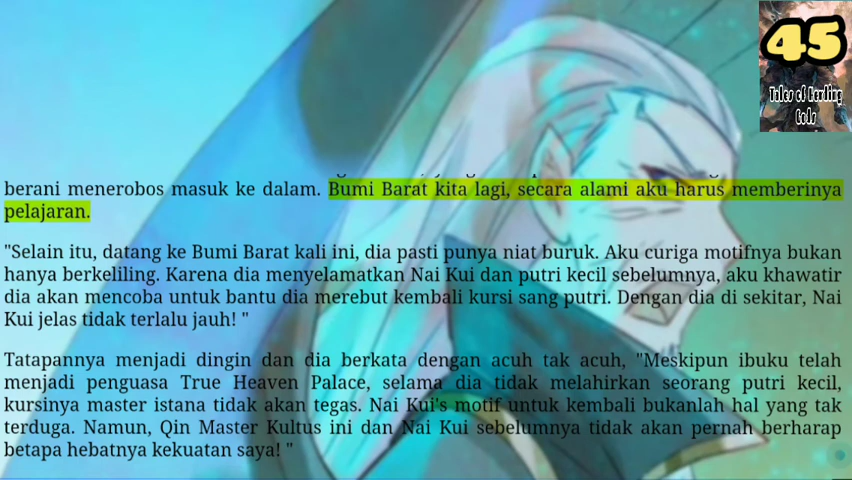 45
Tales of Herding
Gods
berani menerobos masuk ke dalam. Bumi Barat kita lagi, secara alami aku harus memberinya
pelajaran.
"Selain itu, datang ke Bumi Barat kali ini, dia pasti punya niat buruk. Aku curiga motifnya bukan
hanya berkeliling. Karena dia menyelamatkan Nai Kui dan putri kecil sebelumnya, aku khawatir
dia akan mencoba untuk bantu dia merebut kembali kursi sang putri. Dengan dia di sekitar, Nai
Kui jelas tidak terlalu jauh! "
Tatapannya menjadi dingin dan dia berkata dengan acuh tak acuh, "Meskipun ibuku telah
menjadi penguasa True Heaven Palace, selama dia tidak melahirkan seorang putri kecil,
kursinya master istana tidak akan tegas. Nai Kui's motif untuk kembali bukanlah hal yang tak
terduga. Namun, Qin Master Kultus ini dan Nai Kui sebelumnya tidak akan pernah berharap
betapa hebatnya kekuatan saya! "